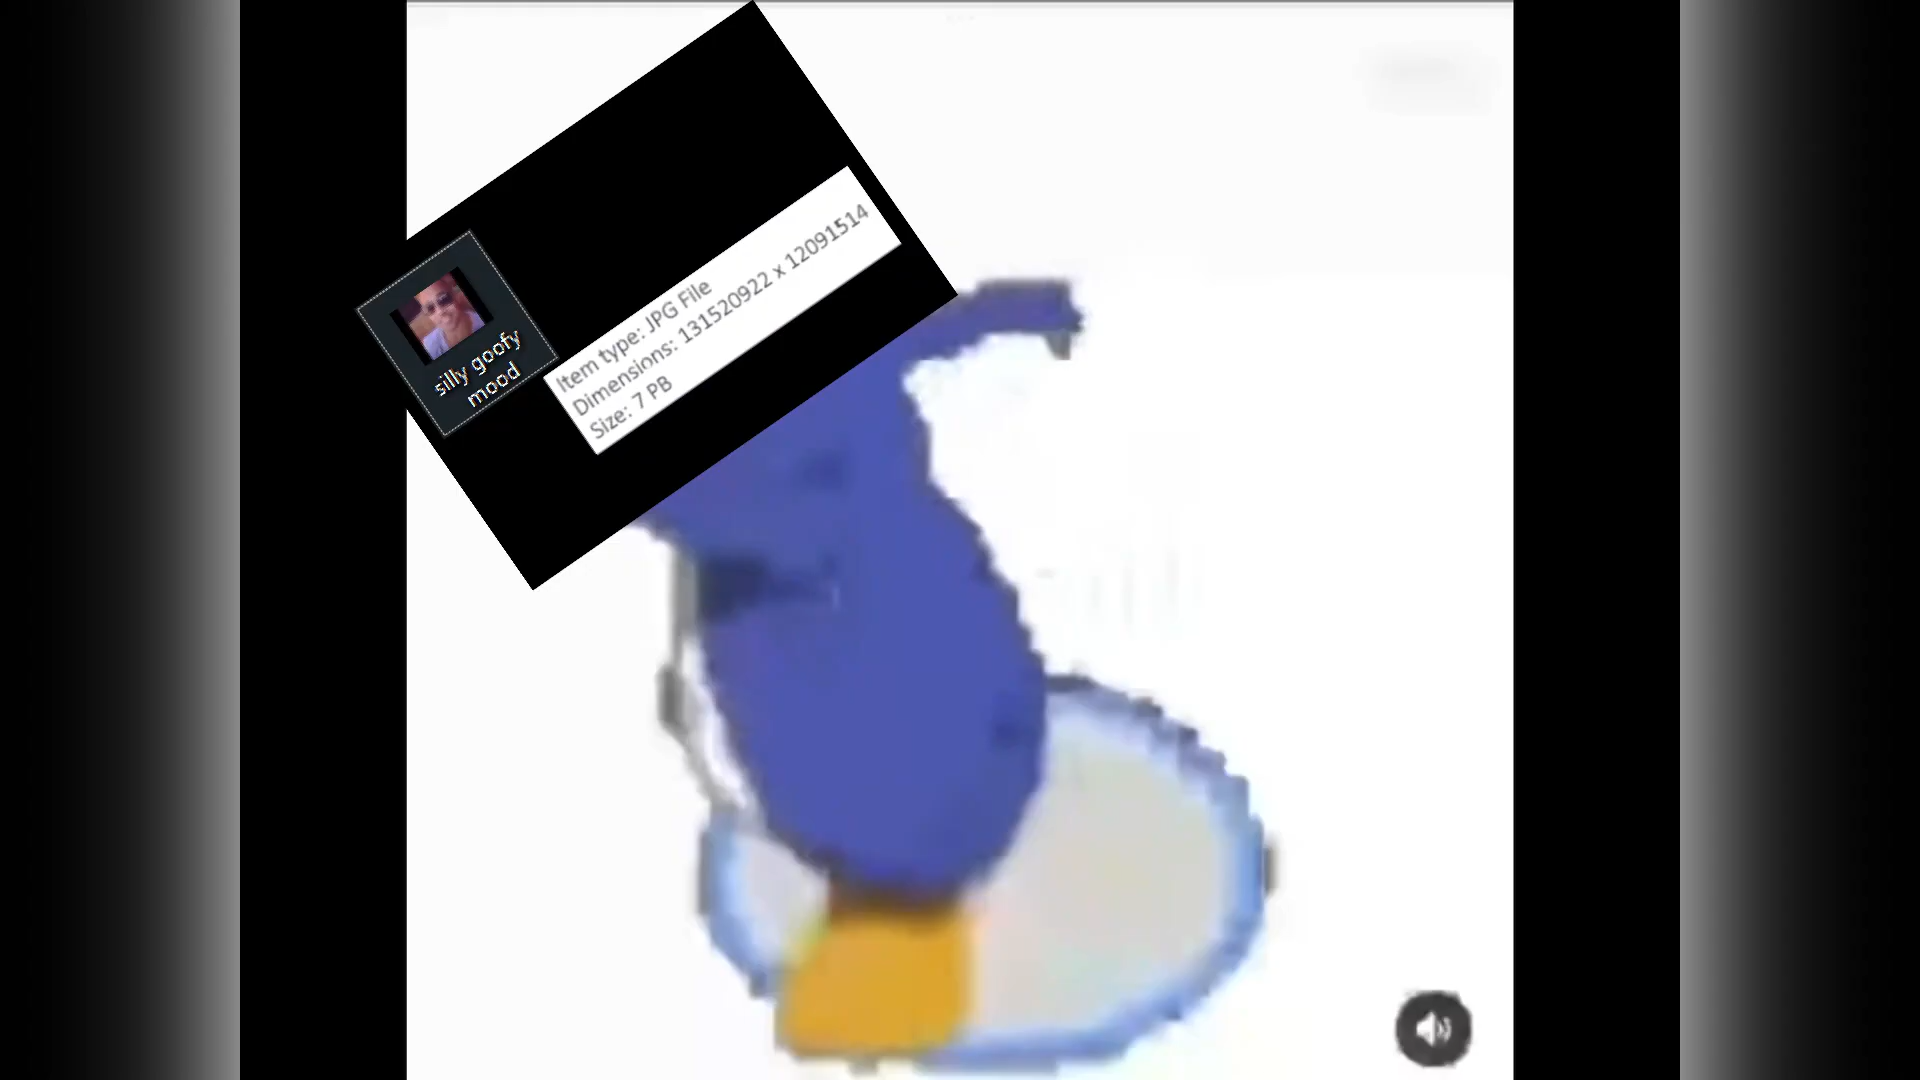 silly goofy
mood
Item type: JPG File
Dimensions: 131520922 x 12091514
Size: 7 PB